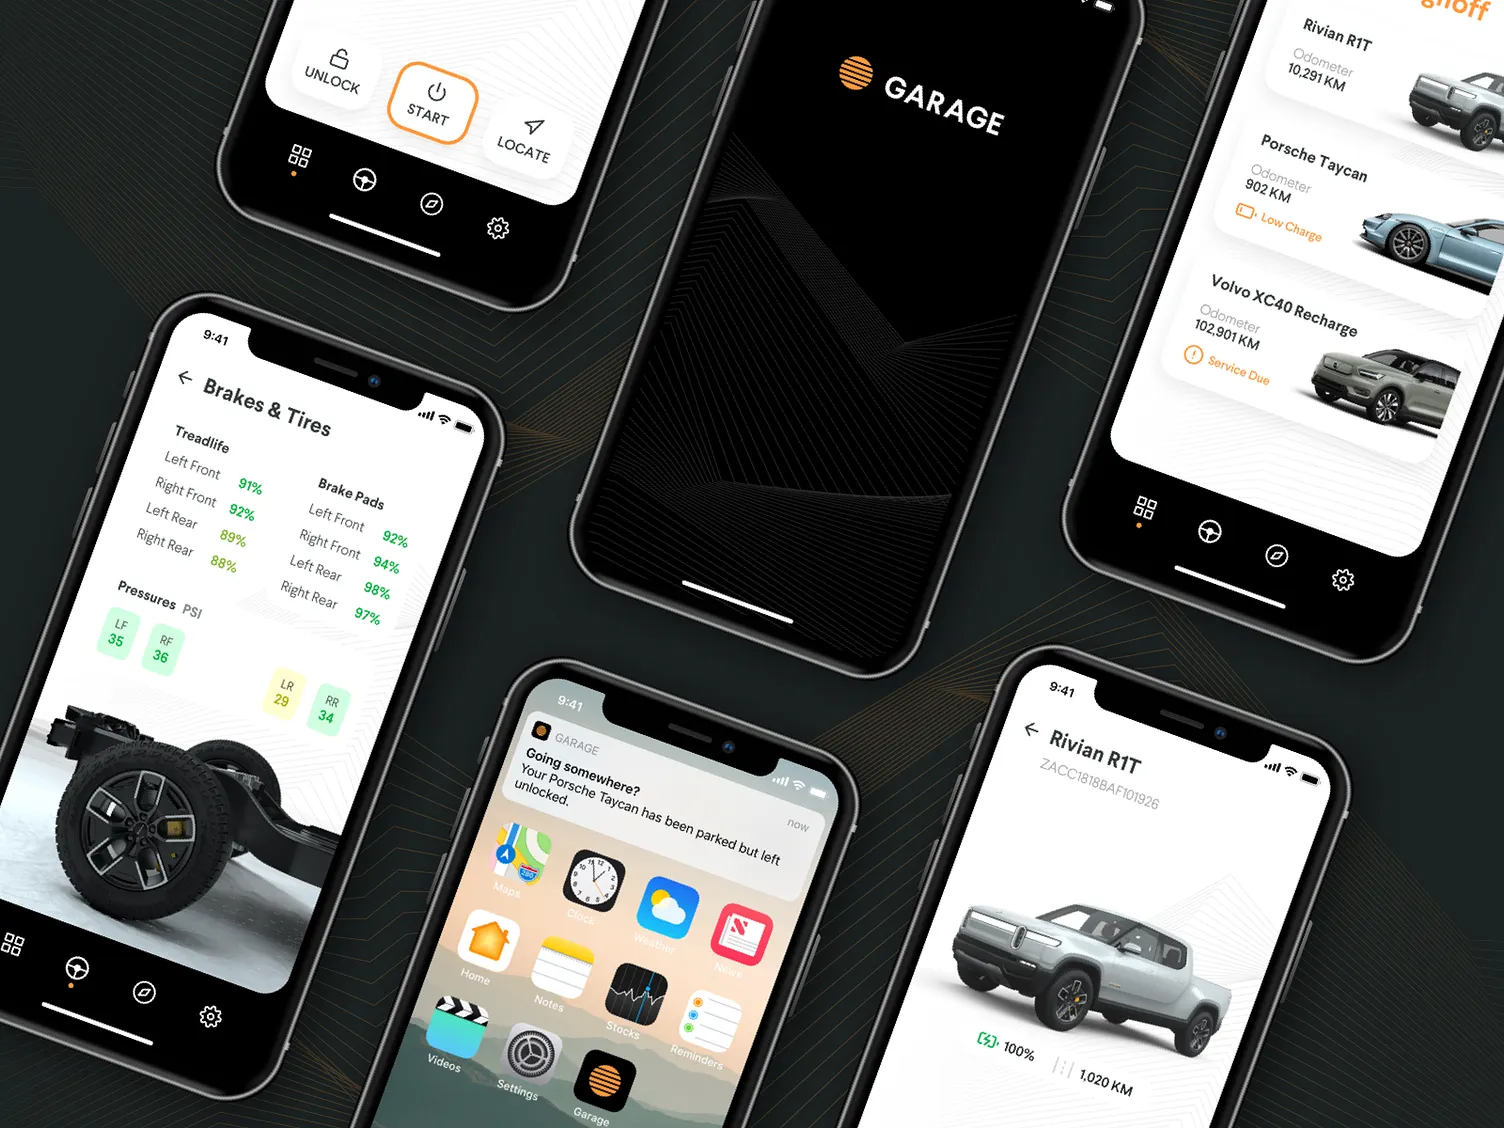 UNLOCK
START
LOCATE
GARAGE
Rivian R1T
Odometer
10,291 KM
Porsche Taycan
Odometer
902 KM
Low Charge
Volvo XC40 Recharge
Odometer
102,901 KM
Service Due
9:41
Brakes & Tires
Treadlife
Left Front 91%
Right Front 92%
Left Rear 89%
Right Rear 88%
Brake Pads
Left Front 92%
Right Front 94%
Left Rear 98%
Right Rear 97%
Pressures PSI
LF
35
RF
36
LR
29
RR
34
9:41
GARAGE
now
Going somewhere?
Your Porsche Taycan has been parked but left
unlocked.
280
Maps
Clock
Weather
News
Home
Notes
Stocks
Reminders
Videos
Settings
Garage
9:41
Rivian R1T
ZACC1818BAF101926
100%
1,020 KM